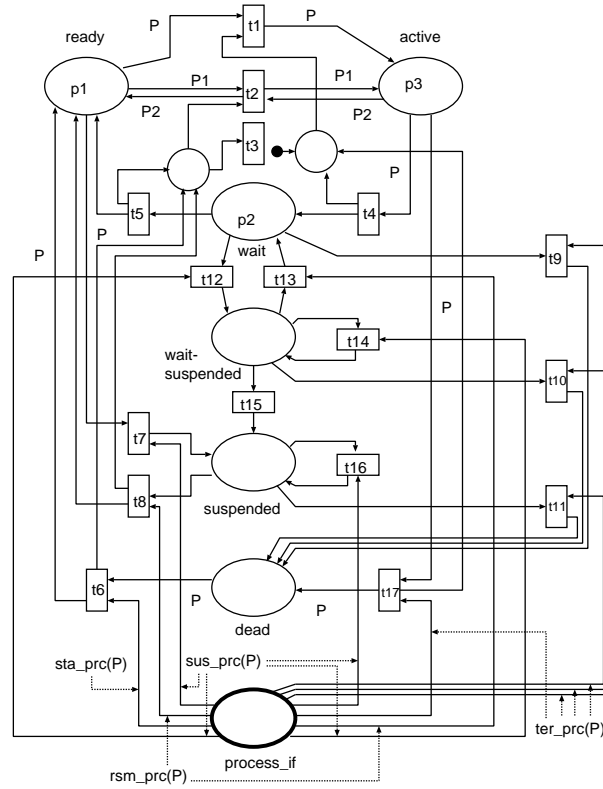 ready
P
t1
P
active
p1
P1
t2
P1
p3
P2
P2
t3
P
t5
p2
t4
wait
P
t9
t12
t13
P
t14
wait-
suspended
t10
t15
t7
t16
t8
suspended
t11
t6
P
P
t17
dead
sta_prc(P)
sus_prc(P)
ter_prc(P)
process_if
rsm_prc(P)